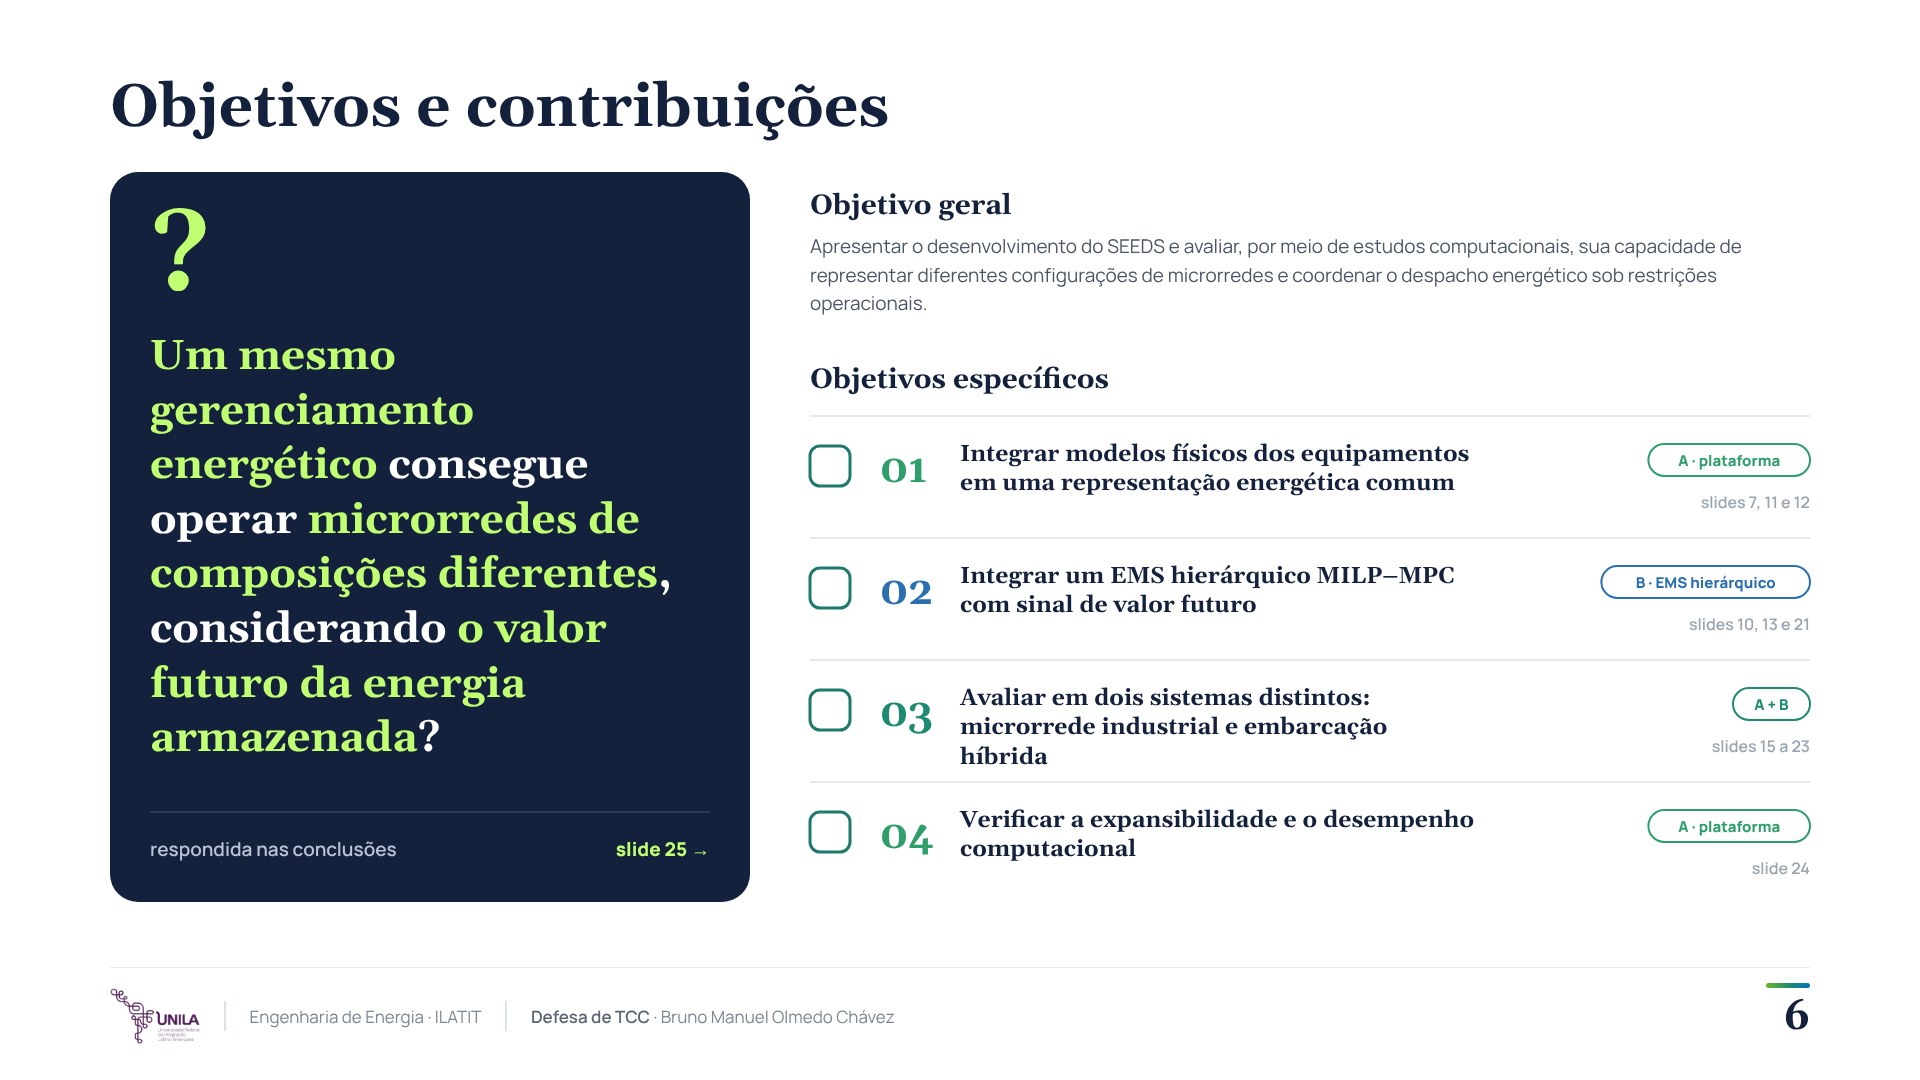 Objetivos e contribuições
?
Um mesmo
gerenciamento
energético consegue
operar microrredes de
composições diferentes,
considerando o valor
futuro da energia
armazenada?
respondida nas conclusões
slide 25 →
Objetivo geral
Apresentar o desenvolvimento do SEEDS e avaliar, por meio de estudos computacionais, sua capacidade de
representar diferentes configurações de microrredes e coordenar o despacho energético sob restrições
operacionais.
Objetivos específicos
01
Integrar modelos físicos dos equipamentos
em uma representação energética comum
A · plataforma
slides 7, 11 e 12
02
Integrar um EMS hierárquico MILP–MPC
com sinal de valor futuro
B · EMS hierárquico
slides 10, 13 e 21
03
Avaliar em dois sistemas distintos:
microrrede industrial e embarcação
híbrida
A + B
slides 15 a 23
04
Verificar a expansibilidade e o desempenho
computacional
A · plataforma
slide 24
UNILA
Universidade Federal
da Integração
Latino-Americana
Engenharia de Energia · ILATIT
Defesa de TCC · Bruno Manuel Olmedo Chávez
6